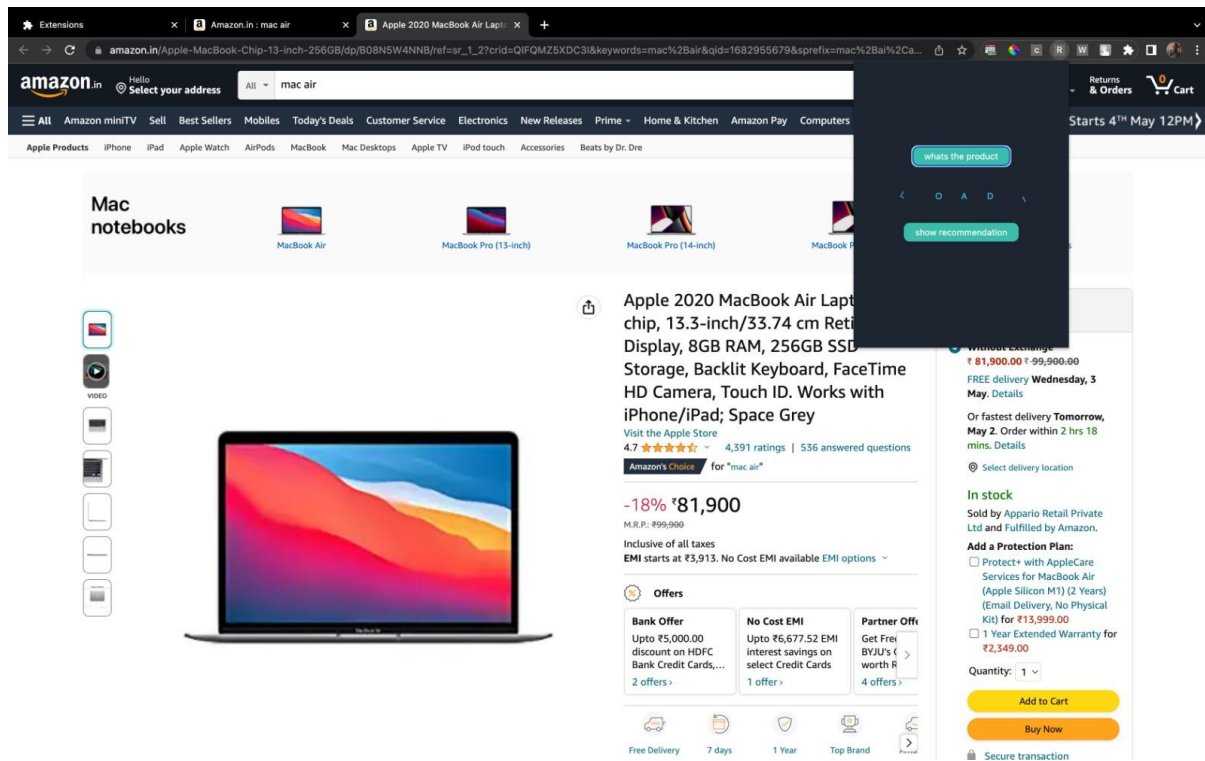 Extensions
Amazon.in : mac air
Apple 2020 MacBook Air Lapt
amazon.in/Apple-MacBook-Chip-13-inch-256GB/dp/B08N5W4NNB/ref=sr_1_2?crid=QIFQMZ5XDC3I&keywords=mac%2Bair&qid=1682955679&sprefix=mac%2Bai%2Ca...
amazon.in
Hello
Select your address
All
mac air
Returns
& Orders
0
Cart
All Amazon miniTV Sell Best Sellers Mobiles Today's Deals Customer Service Electronics New Releases Prime Home & Kitchen Amazon Pay Computers
Starts 4TH May 12PM
Apple Products iPhone iPad Apple Watch AirPods MacBook Mac Desktops Apple TV iPod touch Accessories Beats by Dr. Dre
whats the product
O A D
show recommendation
Mac
notebooks
MacBook Air
MacBook Pro (13-inch)
MacBook Pro (14-inch)
MacBook P
VIDEO
Apple 2020 MacBook Air Lapt
chip, 13.3-inch/33.74 cm Reti
Display, 8GB RAM, 256GB SSD
Storage, Backlit Keyboard, FaceTime
HD Camera, Touch ID. Works with
iPhone/iPad; Space Grey
Visit the Apple Store
4.7 4,391 ratings | 536 answered questions
Amazon's Choice for "mac air"
-18% ₹81,900
M.R.P.: ₹99,900
Inclusive of all taxes
EMI starts at ₹3,913. No Cost EMI available EMI options
Offers
Bank Offer
Upto ₹5,000.00
discount on HDFC
Bank Credit Cards,...
2 offers
No Cost EMI
Upto ₹6,677.52 EMI
interest savings on
select Credit Cards
1 offer
Partner Offe
Get Free
BYJU's
worth R
4 offers
Free Delivery
7 days
1 Year
Top Brand
Without Exchange
₹ 81,900.00 ₹ 99,900.00
FREE delivery Wednesday, 3
May. Details
Or fastest delivery Tomorrow,
May 2. Order within 2 hrs 18
mins. Details
Select delivery location
In stock
Sold by Appario Retail Private
Ltd and Fulfilled by Amazon.
Add a Protection Plan:
Protect+ with AppleCare
Services for MacBook Air
(Apple Silicon M1) (2 Years)
(Email Delivery, No Physical
Kit) for ₹13,999.00
1 Year Extended Warranty for
₹2,349.00
Quantity: 1
Add to Cart
Buy Now
Secure transaction